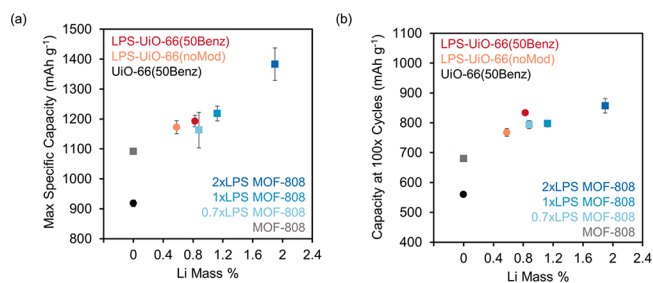 (a)
LPS-UiO-66(50Benz)
LPS-UiO-66(noMod)
UiO-66(50Benz)
2xLPS MOF-808
1xLPS MOF-808
0.7xLPS MOF-808
MOF-808
Max Specific Capacity (mAh g⁻¹)
1500
1400
1300
1200
1100
1000
900
800
0 0.4 0.8 1.2 1.6 2 2.4
Li Mass %
(b)
LPS-UiO-66(50Benz)
LPS-UiO-66(noMod)
UiO-66(50Benz)
2xLPS MOF-808
1xLPS MOF-808
0.7xLPS MOF-808
MOF-808
Capacity at 100x Cycles (mAh g⁻¹)
1100
1000
900
800
700
600
500
400
0 0.4 0.8 1.2 1.6 2 2.4
Li Mass %